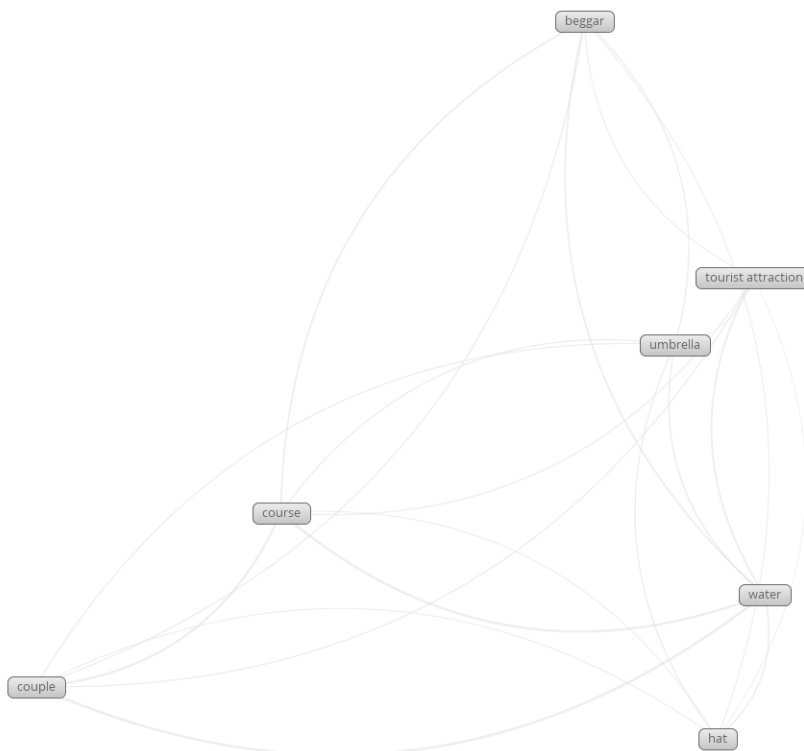 beggar
tourist attraction
umbrella
course
water
couple
hat